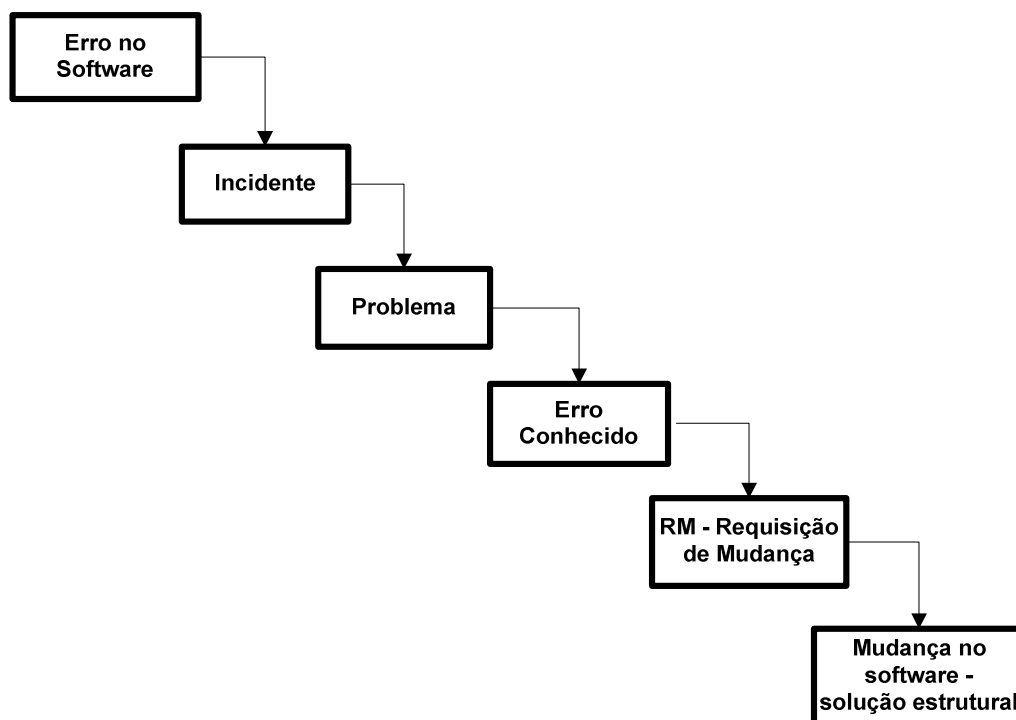 Erro no
Software
Incidente
Problema
Erro
Conhecido
RM - Requisição
de Mudança
Mudança no
software -
solução estrutural